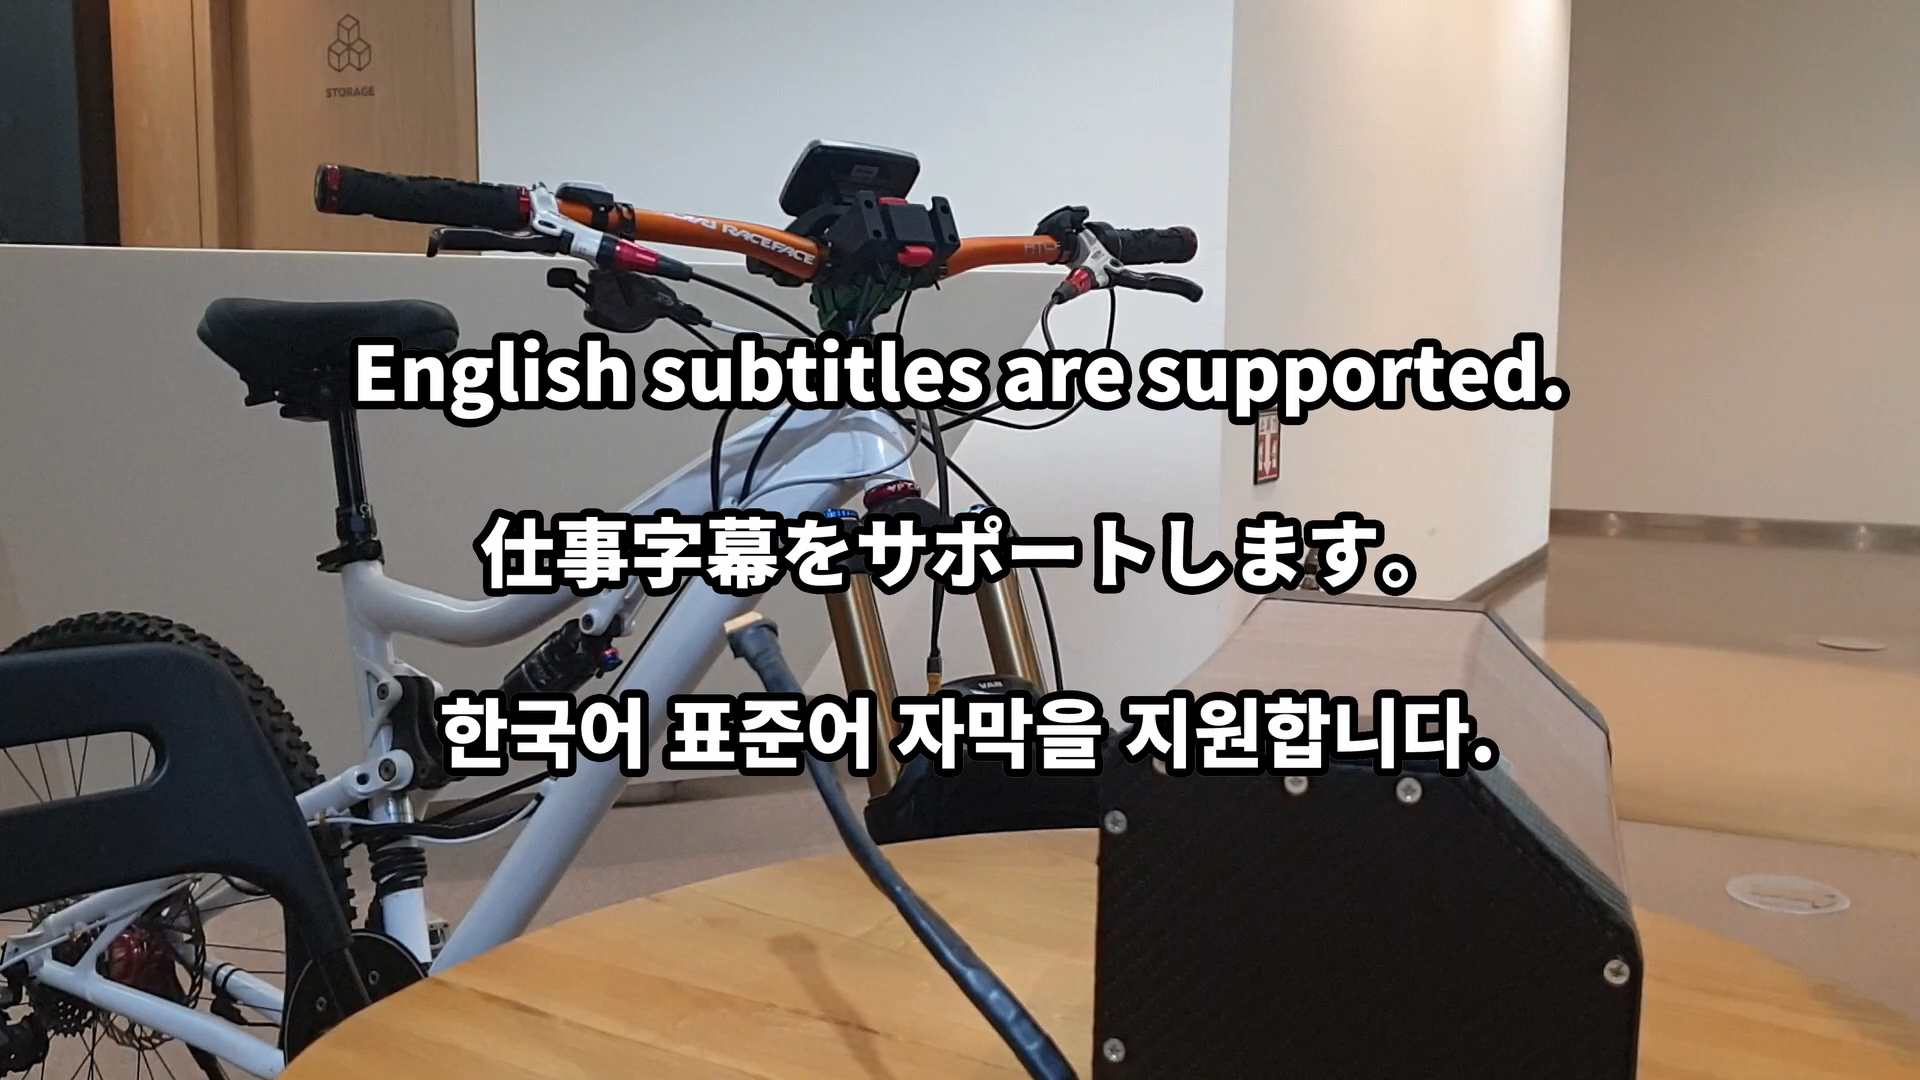 STORAGE
RACEFACE
English subtitles are supported.
仕事字幕をサポートします。
VAN
한국어 표준어 자막을 지원합니다.